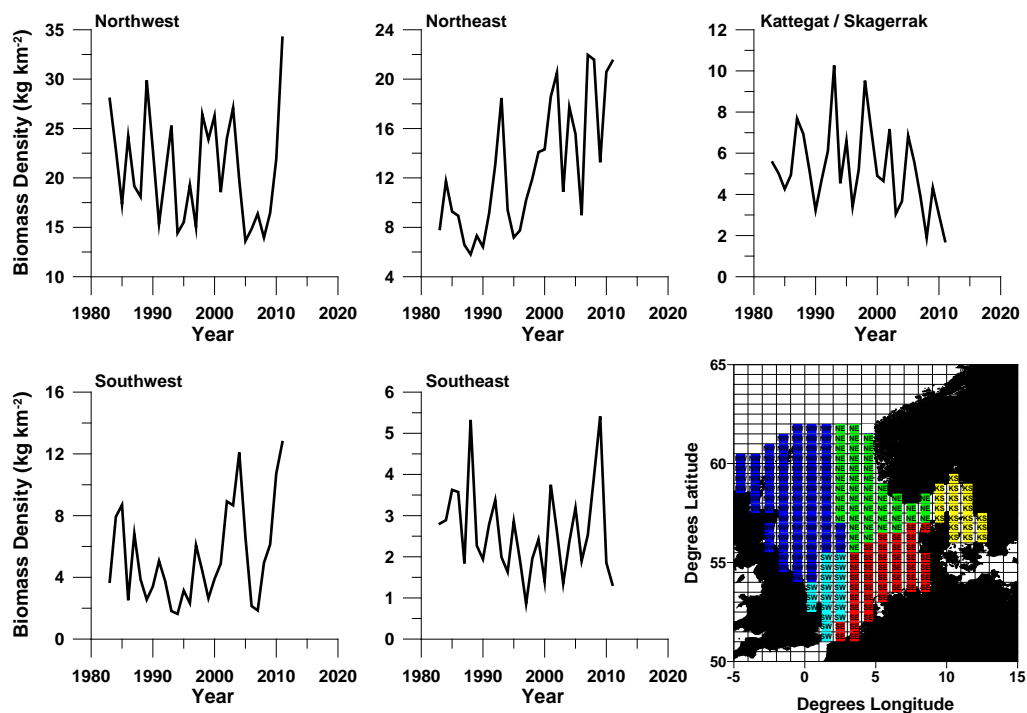 Northwest
Biomass Density (kg km-2)
35
30
25
20
15
10
1980 1990 2000 2010 2020
Year
Northeast
24
20
16
12
8
4
1980 1990 2000 2010 2020
Year
Kattegat / Skagerrak
12
10
8
6
4
2
0
1980 1990 2000 2010 2020
Year
Southwest
Biomass Density (kg km-2)
16
12
8
4
0
1980 1990 2000 2010 2020
Year
Southeast
6
5
4
3
2
1
0
1980 1990 2000 2010 2020
Year
Degrees Latitude
65
60
55
50
-5 0 5 10 15
Degrees Longitude
NE
KS
SW
SE